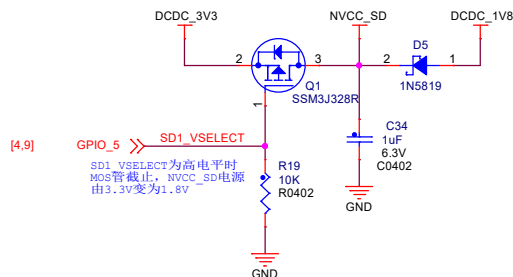 DCDC_3V3
NVCC_SD
DCDC_1V8
2
3
D5
2
1
Q1
SSM3J328R
1N5819
1
C34
1uF
6.3V
C0402
[4,9]
GPIO_5
SD1_VSELECT
SD1_VSELECT为高电平时
MOS管截止，NVCC_SD电源
由3.3V变为1.8V
R19
10K
R0402
GND
GND